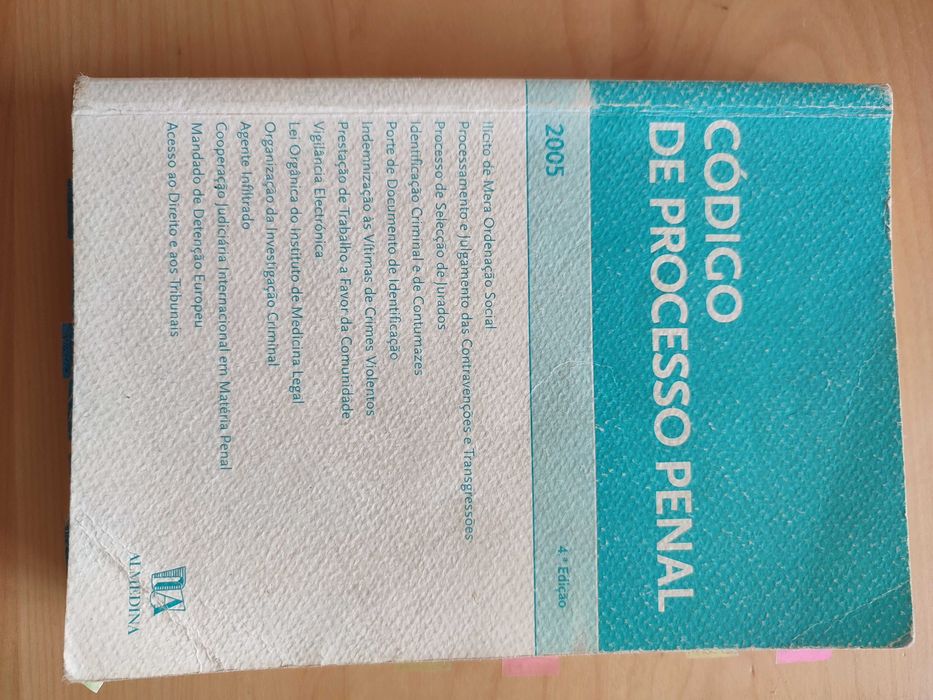 CÓDIGO
DE PROCESSO PENAL
2005
4.ª Edição
Ilícito de Mera Ordenação Social
Processamento e Julgamento das Contravenções e Transgressões
Processo de Selecção de Jurados
Identificação Criminal e de Contumazes
Porte de Documento de Identificação
Indemnização às Vítimas de Crimes Violentos
Prestação de Trabalho a Favor da Comunidade
Vigilância Electrónica
Lei Orgânica do Instituto de Medicina Legal
Organização da Investigação Criminal
Agente Infiltrado
Cooperação Judiciária Internacional em Matéria Penal
Mandado de Detenção Europeu
Acesso ao Direito e aos Tribunais
ALMEDINA